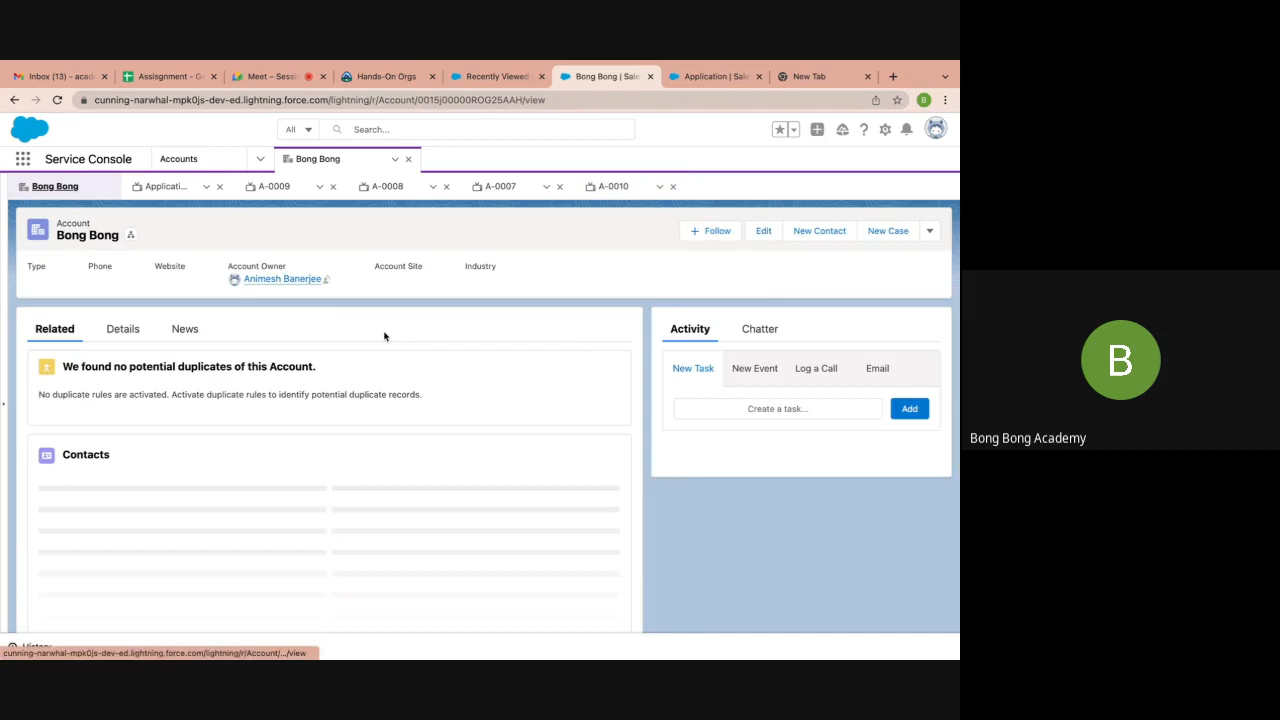 Inbox (13) - acad
Assisgnment - G
Meet – Sessi
Hands-On Orgs
Recently Viewed
Bong Bong | Sale
Application | Sale
New Tab
cunning-narwhal-mpk0js-dev-ed.lightning.force.com/lightning/r/Account/0015j00000ROG25AAH/view
B
All
Search...
Service Console
Accounts
Bong Bong
Bong Bong
Applicati...
A-0009
A-0008
A-0007
A-0010
Account
Bong Bong
Follow
Edit
New Contact
New Case
Type
Phone
Website
Account Owner
Account Site
Industry
Animesh Banerjee
Related
Details
News
Activity
Chatter
We found no potential duplicates of this Account.
No duplicate rules are activated. Activate duplicate rules to identify potential duplicate records.
New Task
New Event
Log a Call
Email
Create a task...
Add
Contacts
History
cunning-narwhal-mpk0js-dev-ed.lightning.force.com/lightning/r/Account/.../view
B
Bong Bong Academy